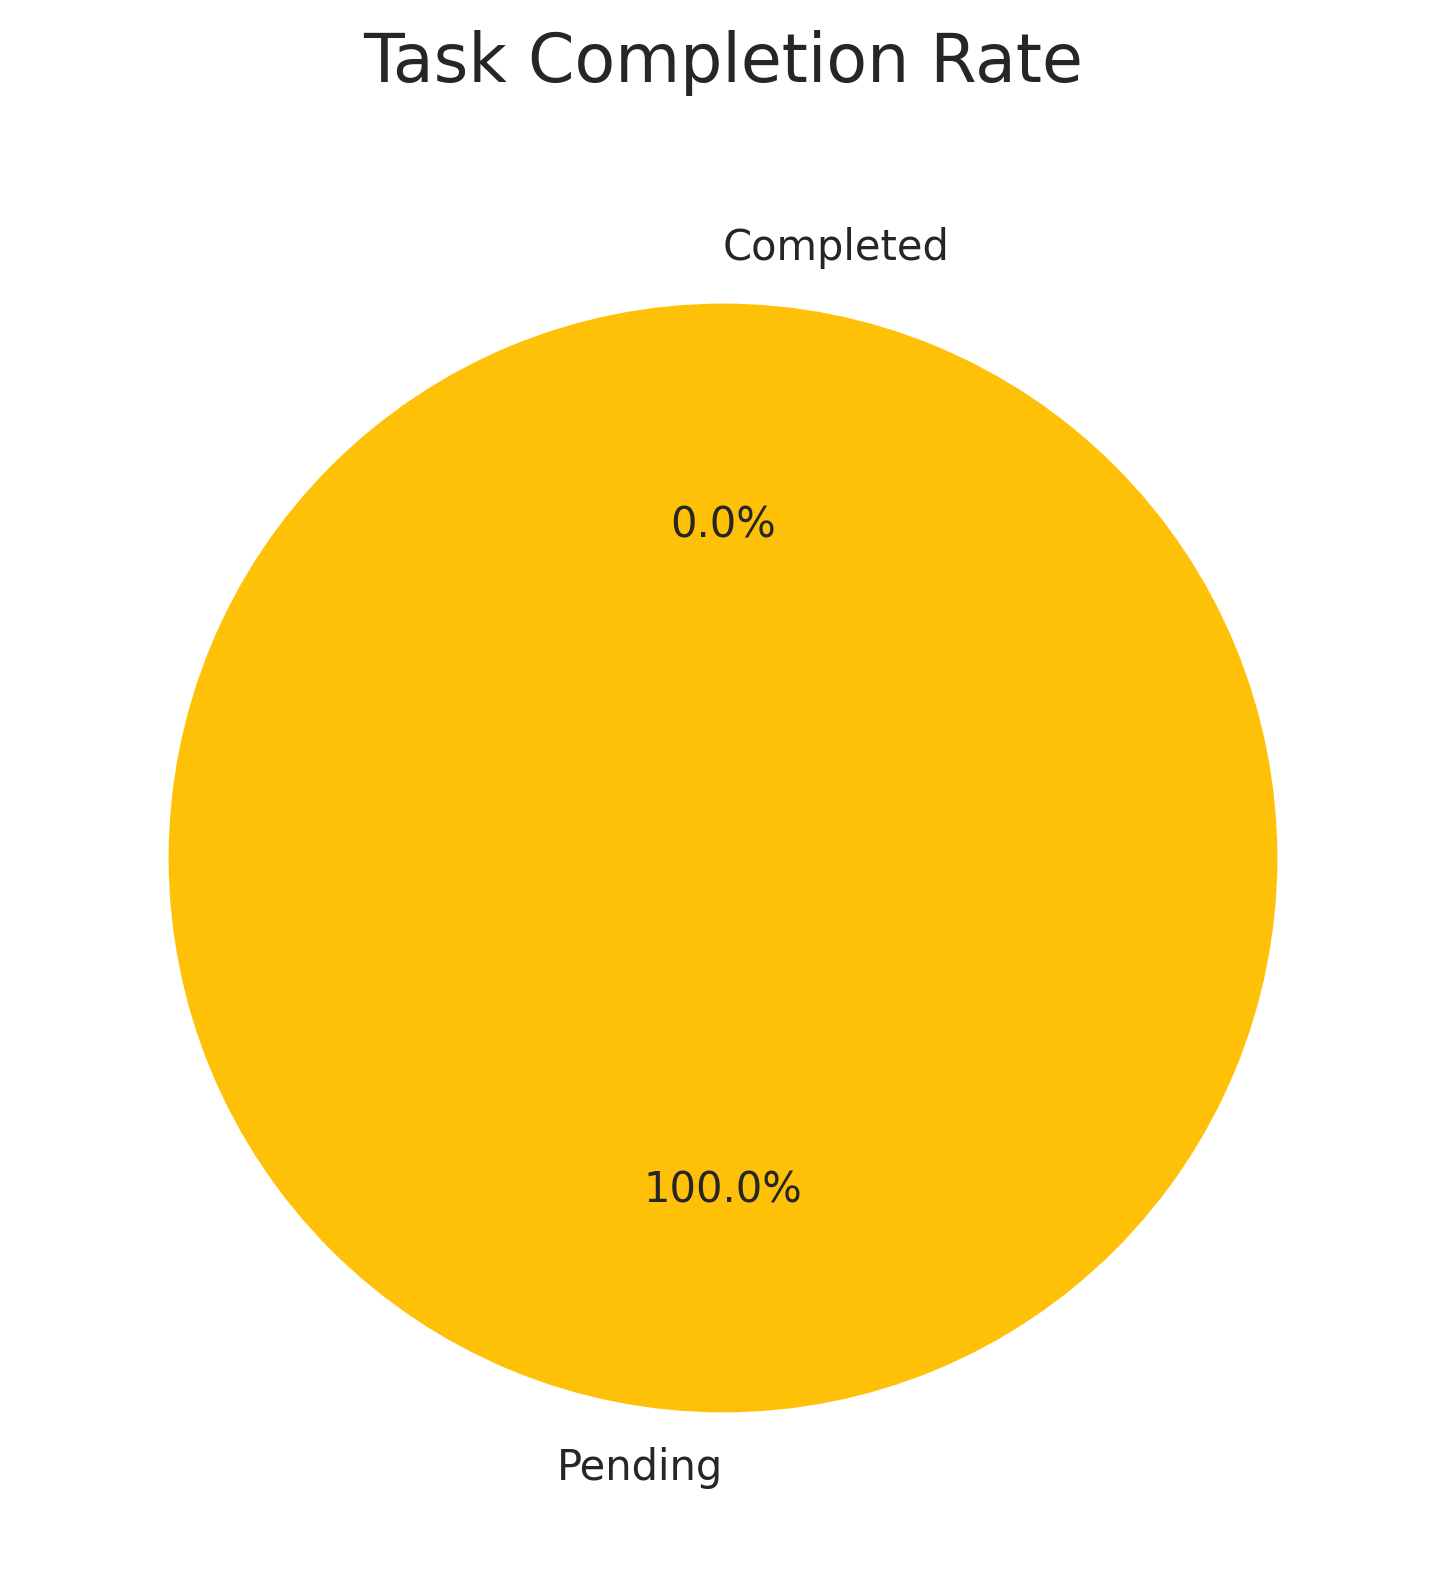 Task Completion Rate
Completed
0.0%
100.0%
Pending